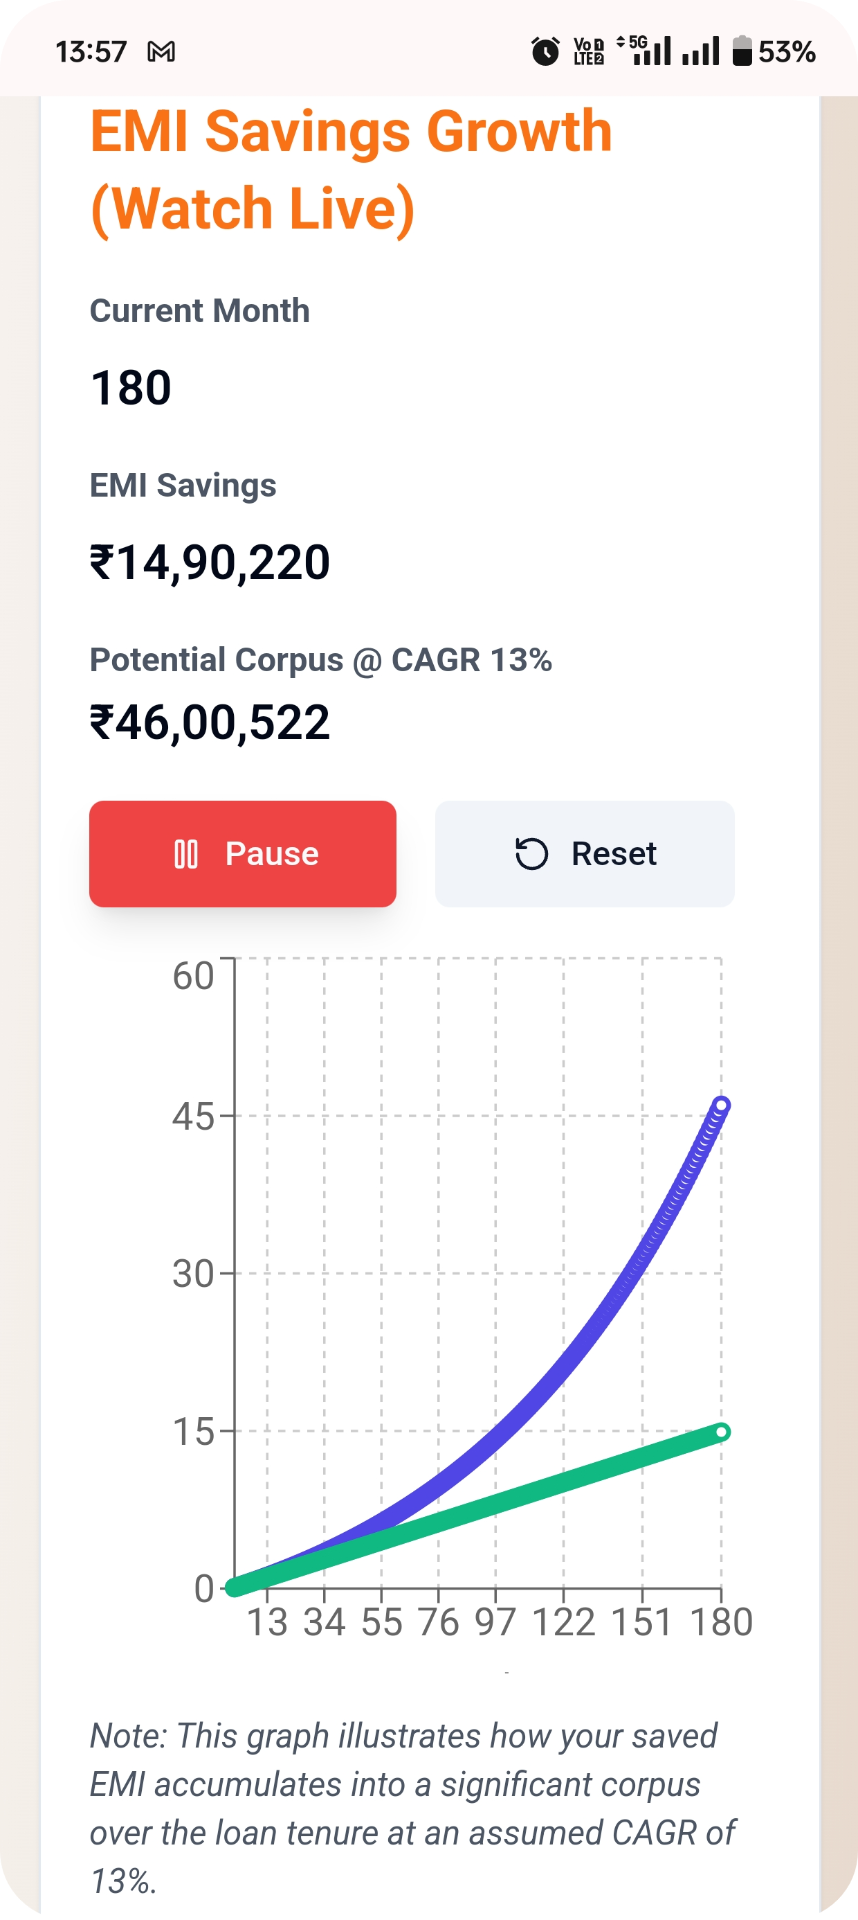 13:57 VoD LTE2 5G 53%
EMI Savings Growth
(Watch Live)
Current Month
180
EMI Savings
₹14,90,220
Potential Corpus @ CAGR 13%
₹46,00,522
Pause Reset
60
45
30
15
0
13 34 55 76 97 122 151 180
Note: This graph illustrates how your saved
EMI accumulates into a significant corpus
over the loan tenure at an assumed CAGR of
13%.